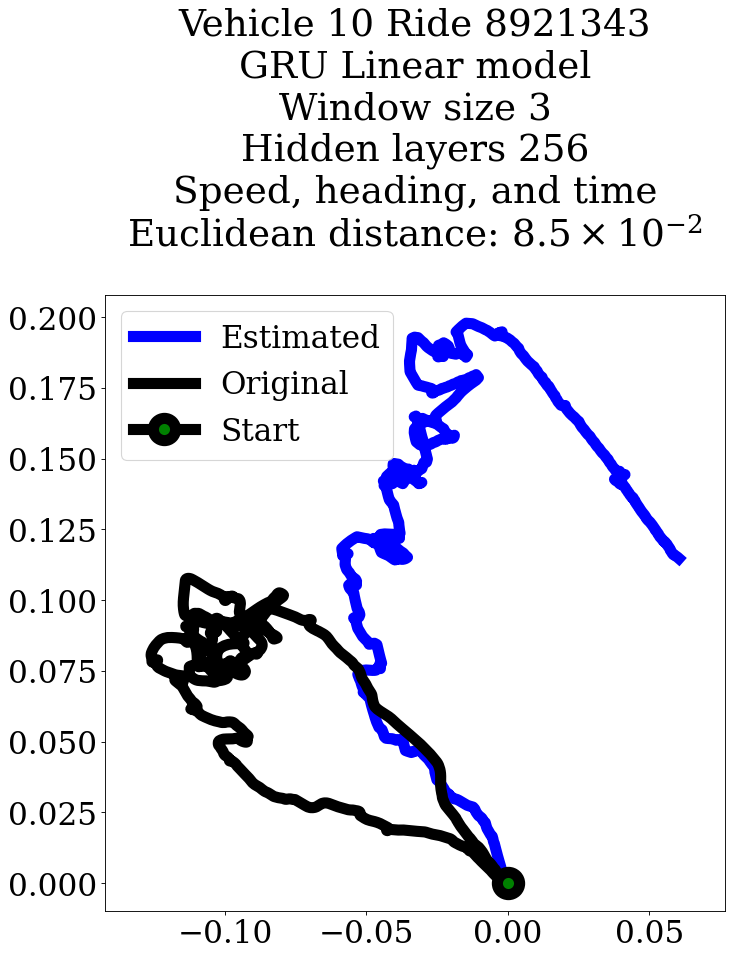 Vehicle 10 Ride 8921343
GRU Linear model
Window size 3
Hidden layers 256
Speed, heading, and time
Euclidean distance: 8.5 × 10⁻²
0.200
Estimated
0.175
Original
Start
0.150
0.125
0.100
0.075
0.050
0.025
0.000
−0.10 −0.05 0.00 0.05